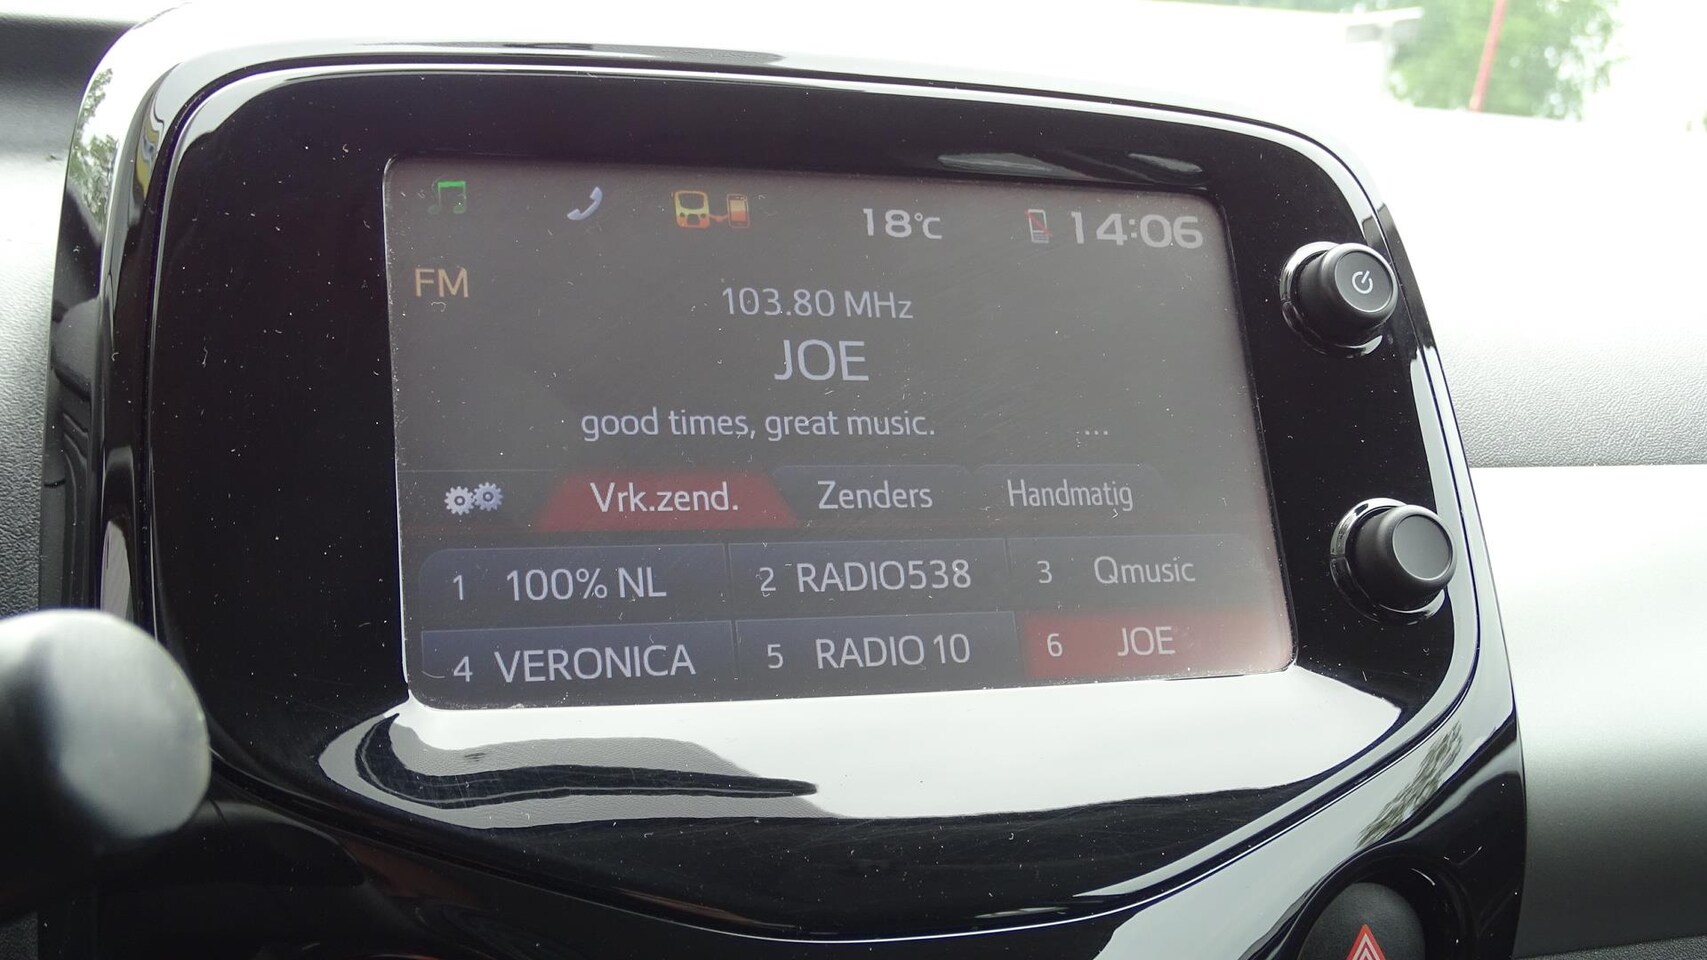 18°C 14:06
FM
103.80 MHz
JOE
good times, great music. ...
Vrk.zend. Zenders Handmatig
1 100% NL 2 RADIO538 3 Qmusic
4 VERONICA 5 RADIO 10 6 JOE